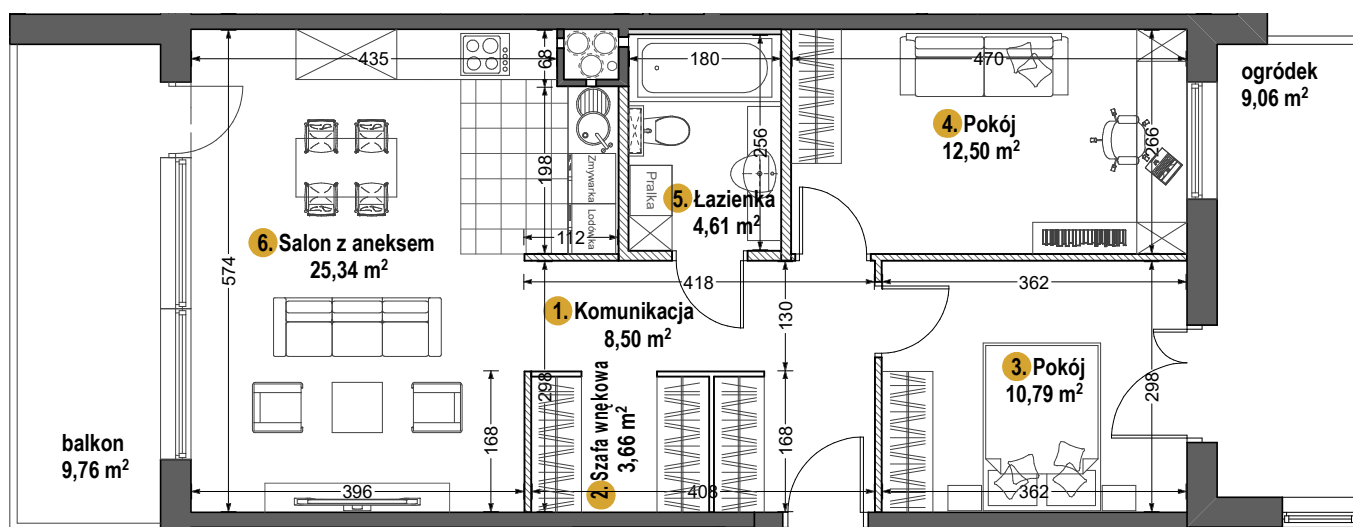 435
68
180
470
ogródek
9,06 m²
4. Pokój
12,50 m²
256
266
198
Zmywarka
Lodówka
Pralka
5. Łazienka
4,61 m²
112
6. Salon z aneksem
25,34 m²
574
418
362
130
1. Komunikacja
8,50 m²
298
3. Pokój
10,79 m²
298
2. Szafa wnękowa
3,66 m²
168
168
balkon
9,76 m²
396
408
362